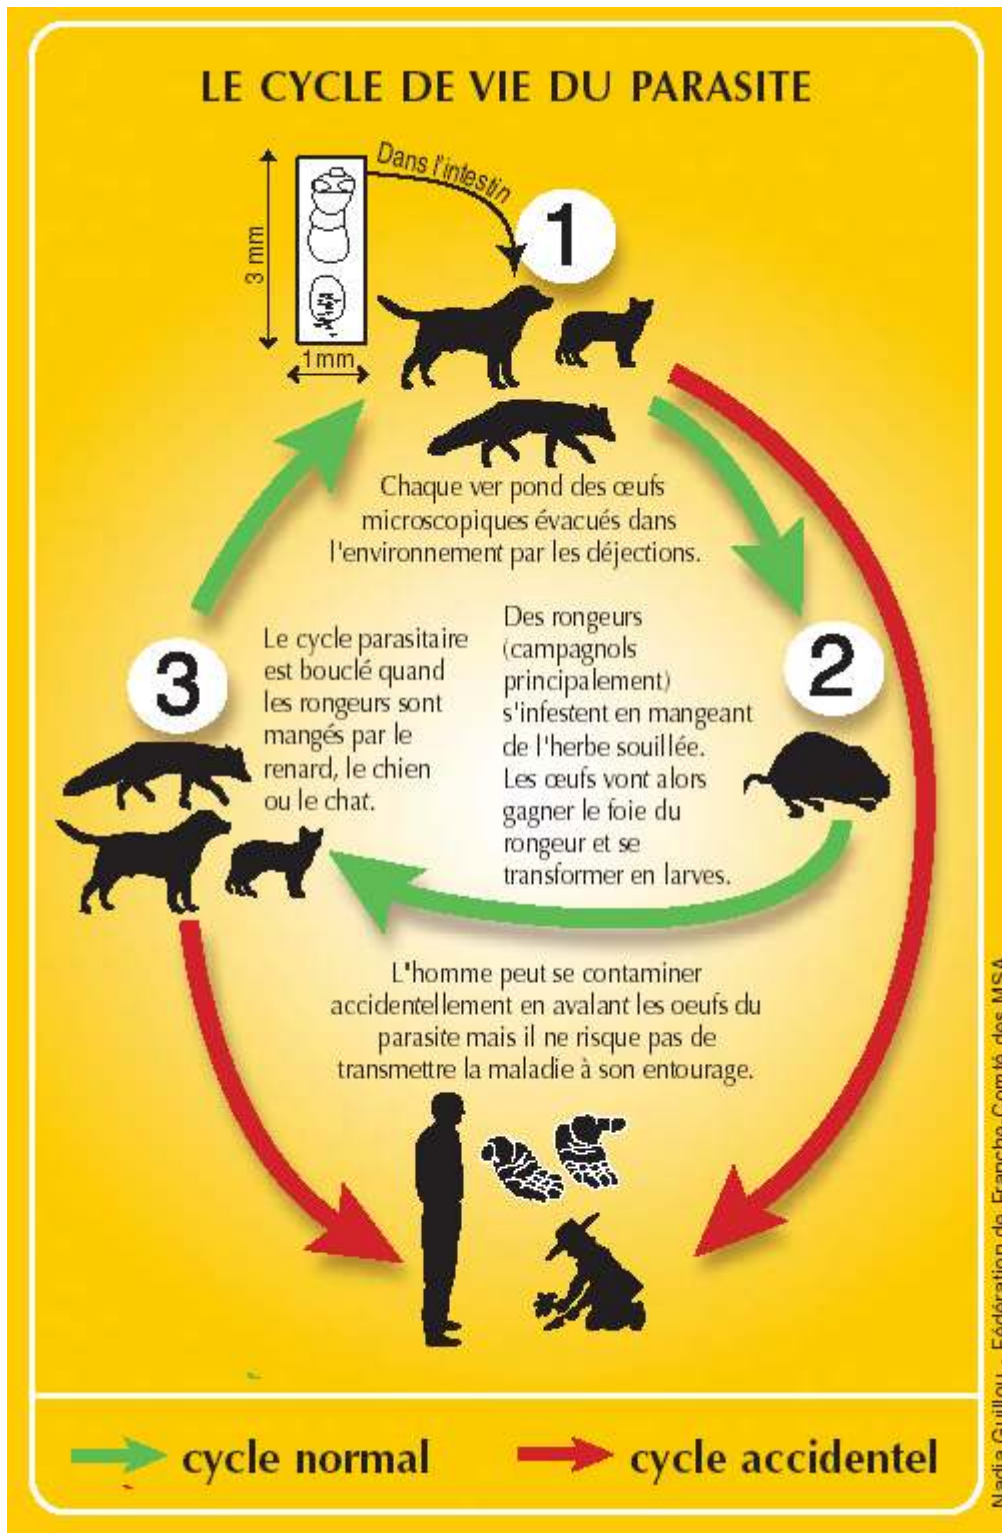 LE CYCLE DE VIE DU PARASITE
Dans l'intestin
1
3 mm
1mm
Chaque ver pond des œufs
microscopiques évacués dans
l'environnement par les déjections.
Des rongeurs
(campagnols
principalement)
s'infestent en mangeant
de l'herbe souillée.
Les œufs vont alors
gagner le foie du
rongeur et se
transformer en larves.
2
3
Le cycle parasitaire
est bouclé quand
les rongeurs sont
mangés par le
renard, le chien
ou le chat.
L'homme peut se contaminer
accidentellement en avalant les oeufs du
parasite mais il ne risque pas de
transmettre la maladie à son entourage.
cycle normal
cycle accidentel
Nadia Guillou - Fédération de Franche-Comté des MSA